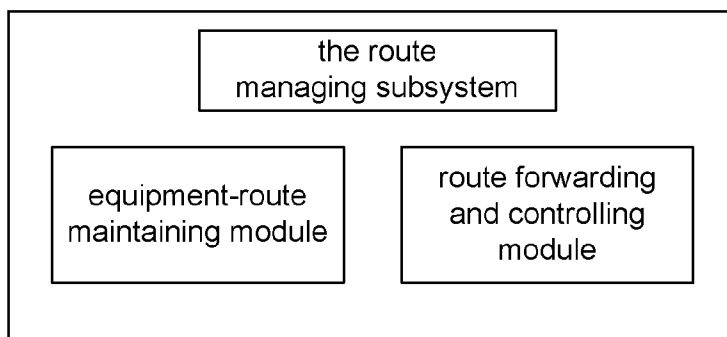 the route
managing subsystem
equipment-route
maintaining module
route forwarding
and controlling
module